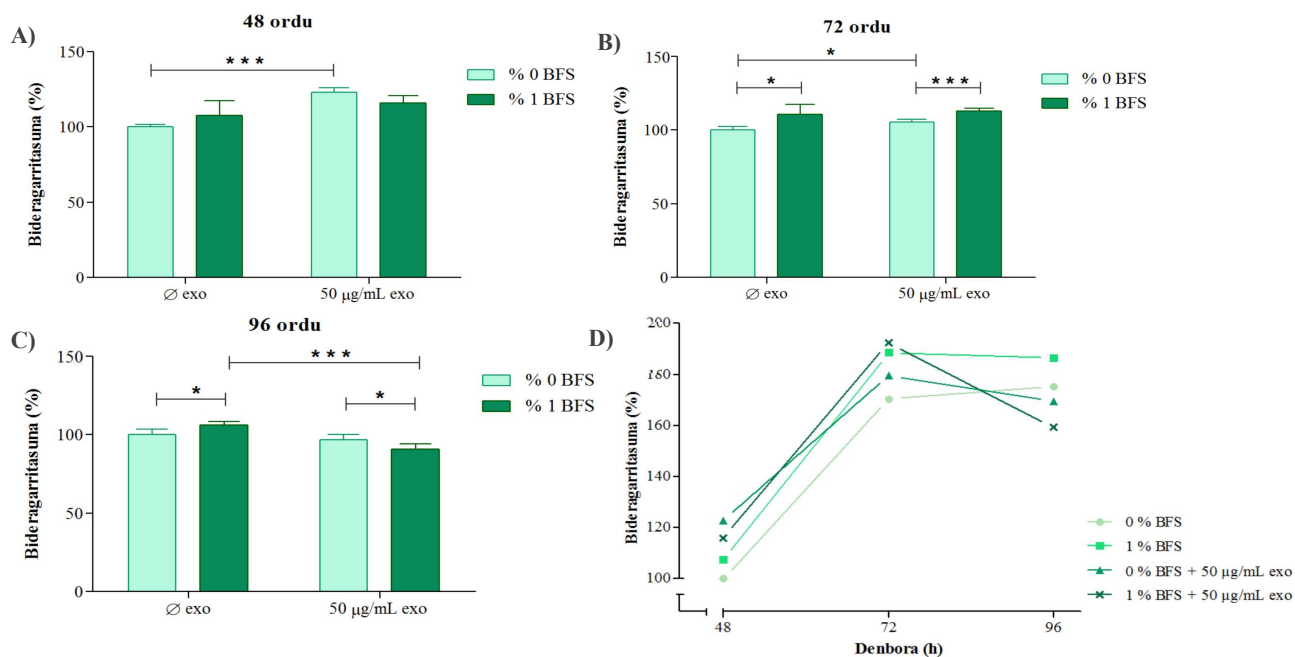 A)
48 ordu
Bideragarritasuna (%)
150
100
50
0
***
∅ exo
50 µg/mL exo
% 0 BFS
% 1 BFS
B)
72 ordu
Bideragarritasuna (%)
150
100
50
0
*
*
***
∅ exo
50 µg/mL exo
% 0 BFS
% 1 BFS
C)
96 ordu
Bideragarritasuna (%)
150
100
50
0
***
*
*
∅ exo
50 µg/mL exo
% 0 BFS
% 1 BFS
D)
Bideragarritasuna (%)
200
180
160
140
120
100
48
72
96
Denbora (h)
0 % BFS
1 % BFS
0 % BFS + 50 µg/mL exo
1 % BFS + 50 µg/mL exo